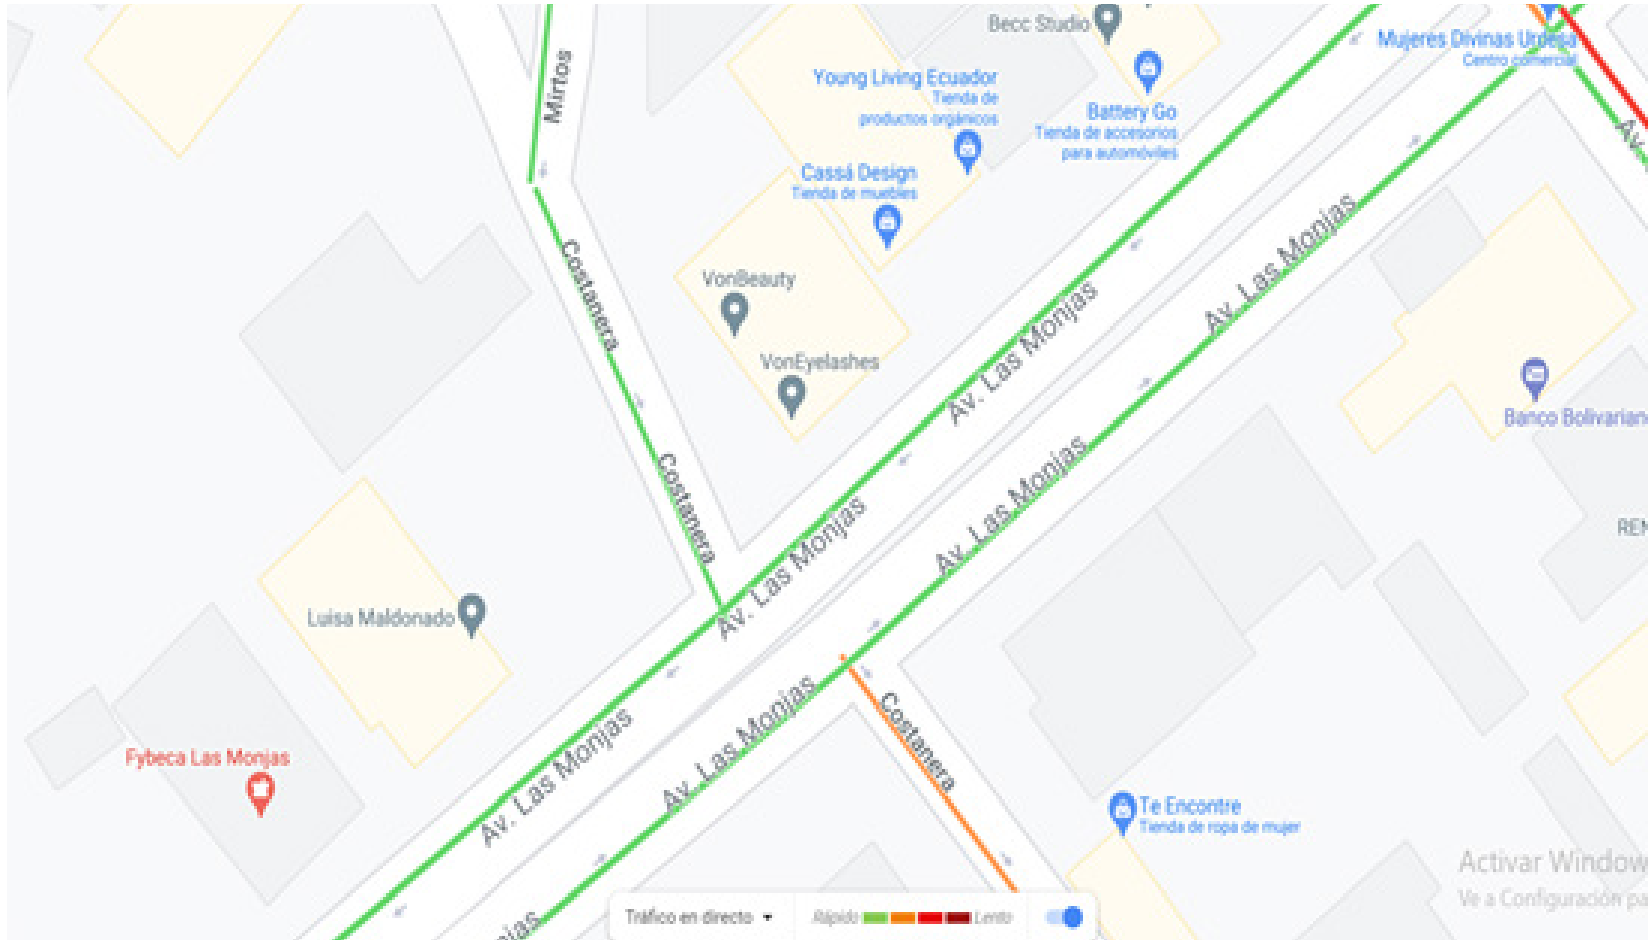 Becc Studio
Mujeres Divinas Urdesa
Centro comercial
Mirtos
Young Living Ecuador
Tienda de
productos orgánicos
Battery Go
Tienda de accesorios
para automóviles
Av.
Cassá Design
Tienda de muebles
Costanera
VonBeauty
Av. Las Monjas
Av. Las Monjas
VonEyelashes
Banco Bolivariano
Costanera
Av. Las Monjas
Av. Las Monjas
Luisa Maldonado
Av. Las Monjas
Av. Las Monjas
Costanera
Fybeca Las Monjas
Te Encontre
Tienda de ropa de mujer
Activar Window
Ve a Configuración pa
Tráfico en directo
Rápido
Lento